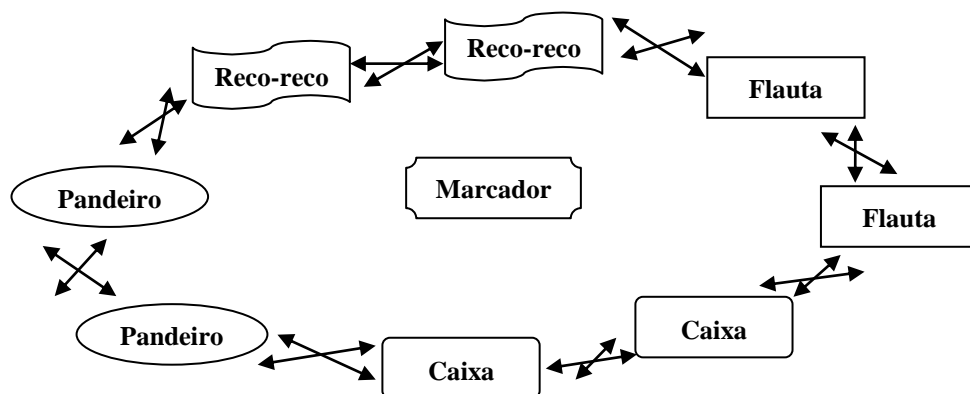 Reco-reco
Reco-reco
Flauta
Pandeiro
Marcador
Flauta
Pandeiro
Caixa
Caixa